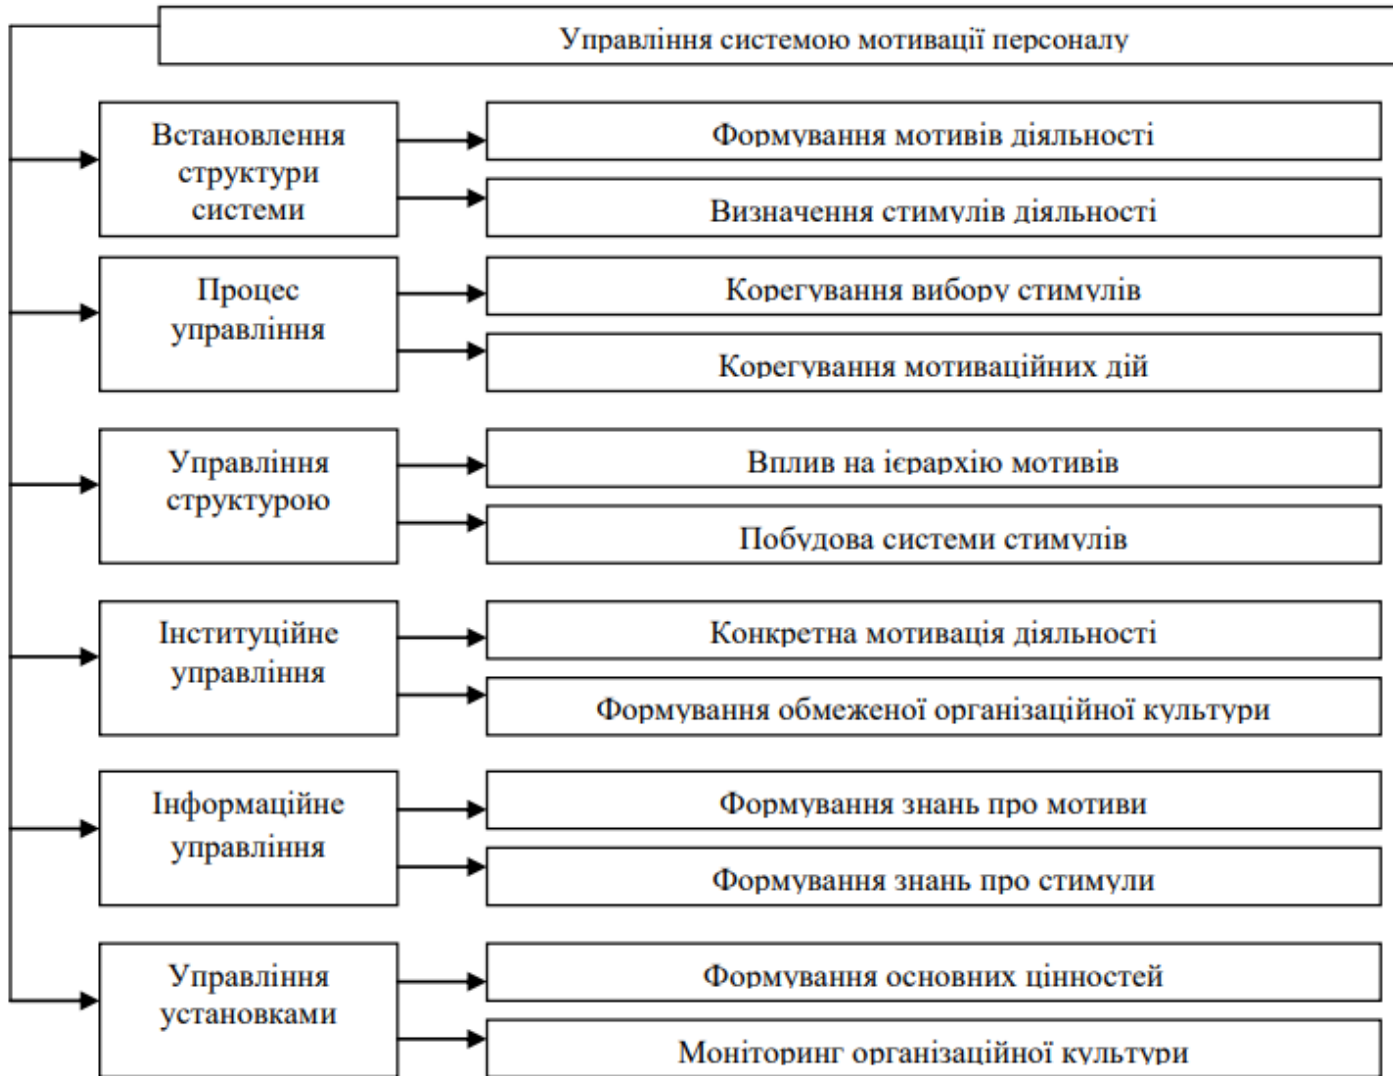 Управління системою мотивації персоналу
Встановлення
структури
системи
Формування мотивів діяльності
Визначення стимулів діяльності
Процес
управління
Корегування вибору стимулів
Корегування мотиваційних дій
Управління
структурою
Вплив на ієрархію мотивів
Побудова системи стимулів
Інституційне
управління
Конкретна мотивація діяльності
Формування обмеженої організаційної культури
Інформаційне
управління
Формування знань про мотиви
Формування знань про стимули
Управління
установками
Формування основних цінностей
Моніторинг організаційної культури